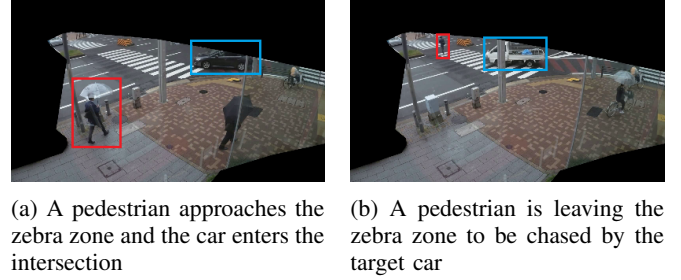 (a) A pedestrian approaches the
zebra zone and the car enters the
intersection
(b) A pedestrian is leaving the
zebra zone to be chased by the
target car